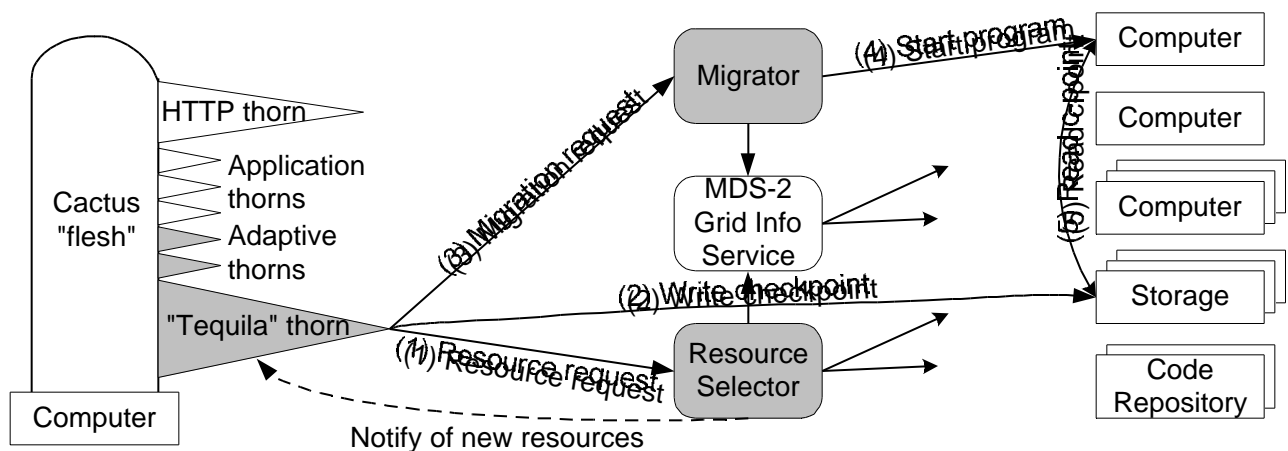 HTTP thorn
Application
thorns
Cactus
"flesh"
Adaptive
thorns
"Tequila" thorn
Computer
(1) Resource request
(2) Write checkpoint
(3) Migration request
(4) Start program
(5) Read checkpoint
Notify of new resources
Migrator
MDS-2
Grid Info
Service
Resource
Selector
Computer
Computer
Computer
Storage
Code
Repository